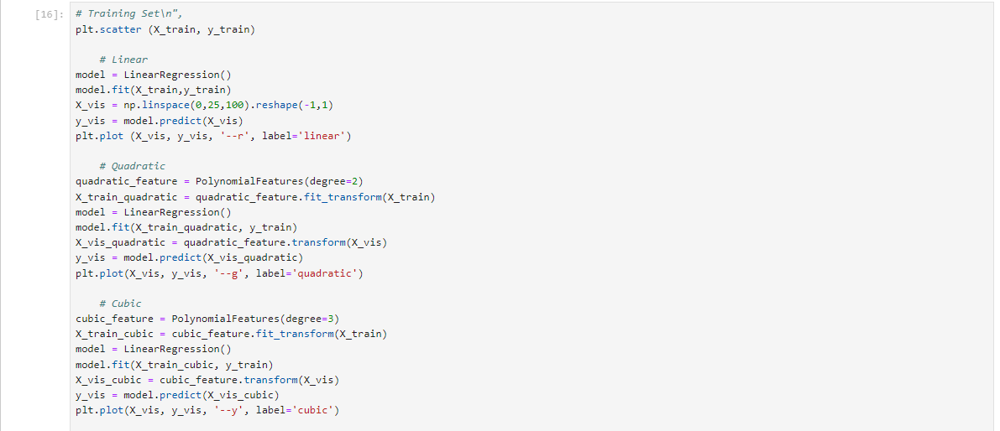 [16]: # Training Set\n",
plt.scatter (X_train, y_train)
# Linear
model = LinearRegression()
model.fit(X_train,y_train)
X_vis = np.linspace(0,25,100).reshape(-1,1)
y_vis = model.predict(X_vis)
plt.plot (X_vis, y_vis, '--r', label='linear')
# Quadratic
quadratic_feature = PolynomialFeatures(degree=2)
X_train_quadratic = quadratic_feature.fit_transform(X_train)
model = LinearRegression()
model.fit(X_train_quadratic, y_train)
X_vis_quadratic = quadratic_feature.transform(X_vis)
y_vis = model.predict(X_vis_quadratic)
plt.plot(X_vis, y_vis, '--g', label='quadratic')
# Cubic
cubic_feature = PolynomialFeatures(degree=3)
X_train_cubic = cubic_feature.fit_transform(X_train)
model = LinearRegression()
model.fit(X_train_cubic, y_train)
X_vis_cubic = cubic_feature.transform(X_vis)
y_vis = model.predict(X_vis_cubic)
plt.plot(X_vis, y_vis, '--y', label='cubic')